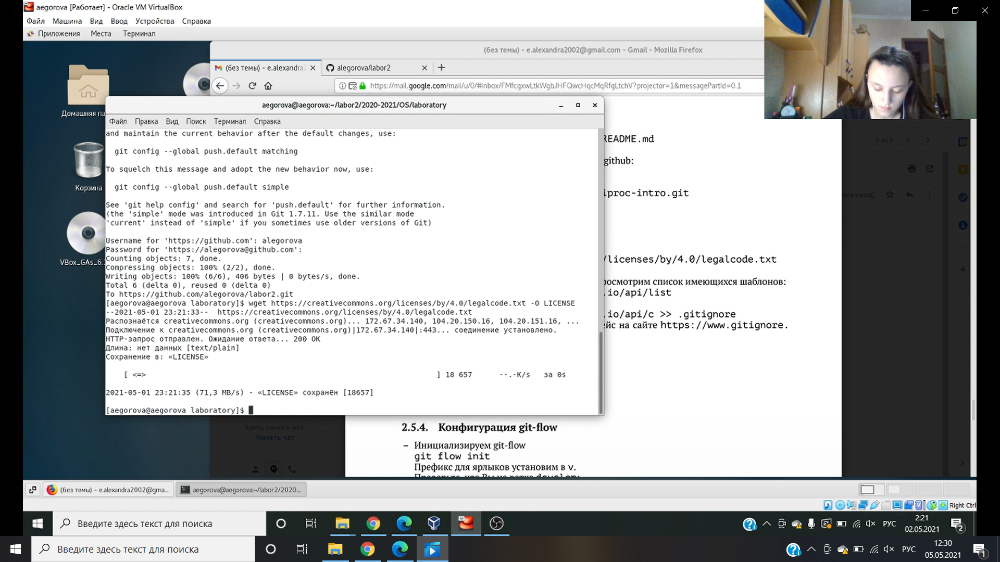 aegorova [Работает] - Oracle VM VirtualBox
Файл Машина Вид Ввод Устройства Справка
Приложения Места Терминал
(без темы) - e.alexandra2002@gmail.com - Gmail - Mozilla Firefox
(без темы) - e.alexandra2
alegorova/labor2
https://mail.google.com/mail/u/0/#inbox/FMfcgxwLtkWgbJHFQwcHqcMqRfgLtchV?projector=1&messagePartId=0.1
Домашняя па
Корзина
VBox_GAs_6.
aegorova@aegorova:~/labor2/2020-2021/OS/laboratory
Файл Правка Вид Поиск Терминал Справка
and maintain the current behavior after the default changes, use:
git config --global push.default matching
To squelch this message and adopt the new behavior now, use:
git config --global push.default simple
See 'git help config' and search for 'push.default' for further information.
(the 'simple' mode was introduced in Git 1.7.11. Use the similar mode
'current' instead of 'simple' if you sometimes use older versions of Git)
Username for 'https://github.com': alegorova
Password for 'https://alegorova@github.com':
Counting objects: 7, done.
Compressing objects: 100% (2/2), done.
Writing objects: 100% (6/6), 406 bytes | 0 bytes/s, done.
Total 6 (delta 0), reused 0 (delta 0)
To https://github.com/alegorova/labor2.git
[aegorova@aegorova laboratory]$ wget https://creativecommons.org/licenses/by/4.0/legalcode.txt -O LICENSE
--2021-05-01 23:21:33-- https://creativecommons.org/licenses/by/4.0/legalcode.txt
Распознаётся creativecommons.org (creativecommons.org)... 172.67.34.140, 104.20.150.16, 104.20.151.16, ...
Подключение к creativecommons.org (creativecommons.org)|172.67.34.140|:443... соединение установлено.
HTTP-запрос отправлен. Ожидание ответа... 200 OK
Длина: нет данных [text/plain]
Сохранение в: «LICENSE»
[ <=> ] 18 657 --.-K/s за 0s
2021-05-01 23:21:35 (71,3 MB/s) - «LICENSE» сохранён [18657]
[aegorova@aegorova laboratory]$
README.md
github:
iproc-intro.git
/licenses/by/4.0/legalcode.txt
росмотрим список имеющихся шаблонов:
.io/api/list
.io/api/c >> .gitignore
ейс на сайте https://www.gitignore.
1 из 3
часа назад)
Здесь ничего нет.
Начать чат
2.5.4. Конфигурация git-flow
– Инициализируем git-flow
git flow init
Префикс для ярлыков установим в v.
Проверьте, что Вы на ветке develop:
(без темы) - e.alexandra2002@gma...
aegorova@aegorova:~/labor2/2020...
Right Ctrl
Введите здесь текст для поиска
РУС
2:21
02.05.2021
2
Введите здесь текст для поиска
РУС
12:30
05.05.2021
1